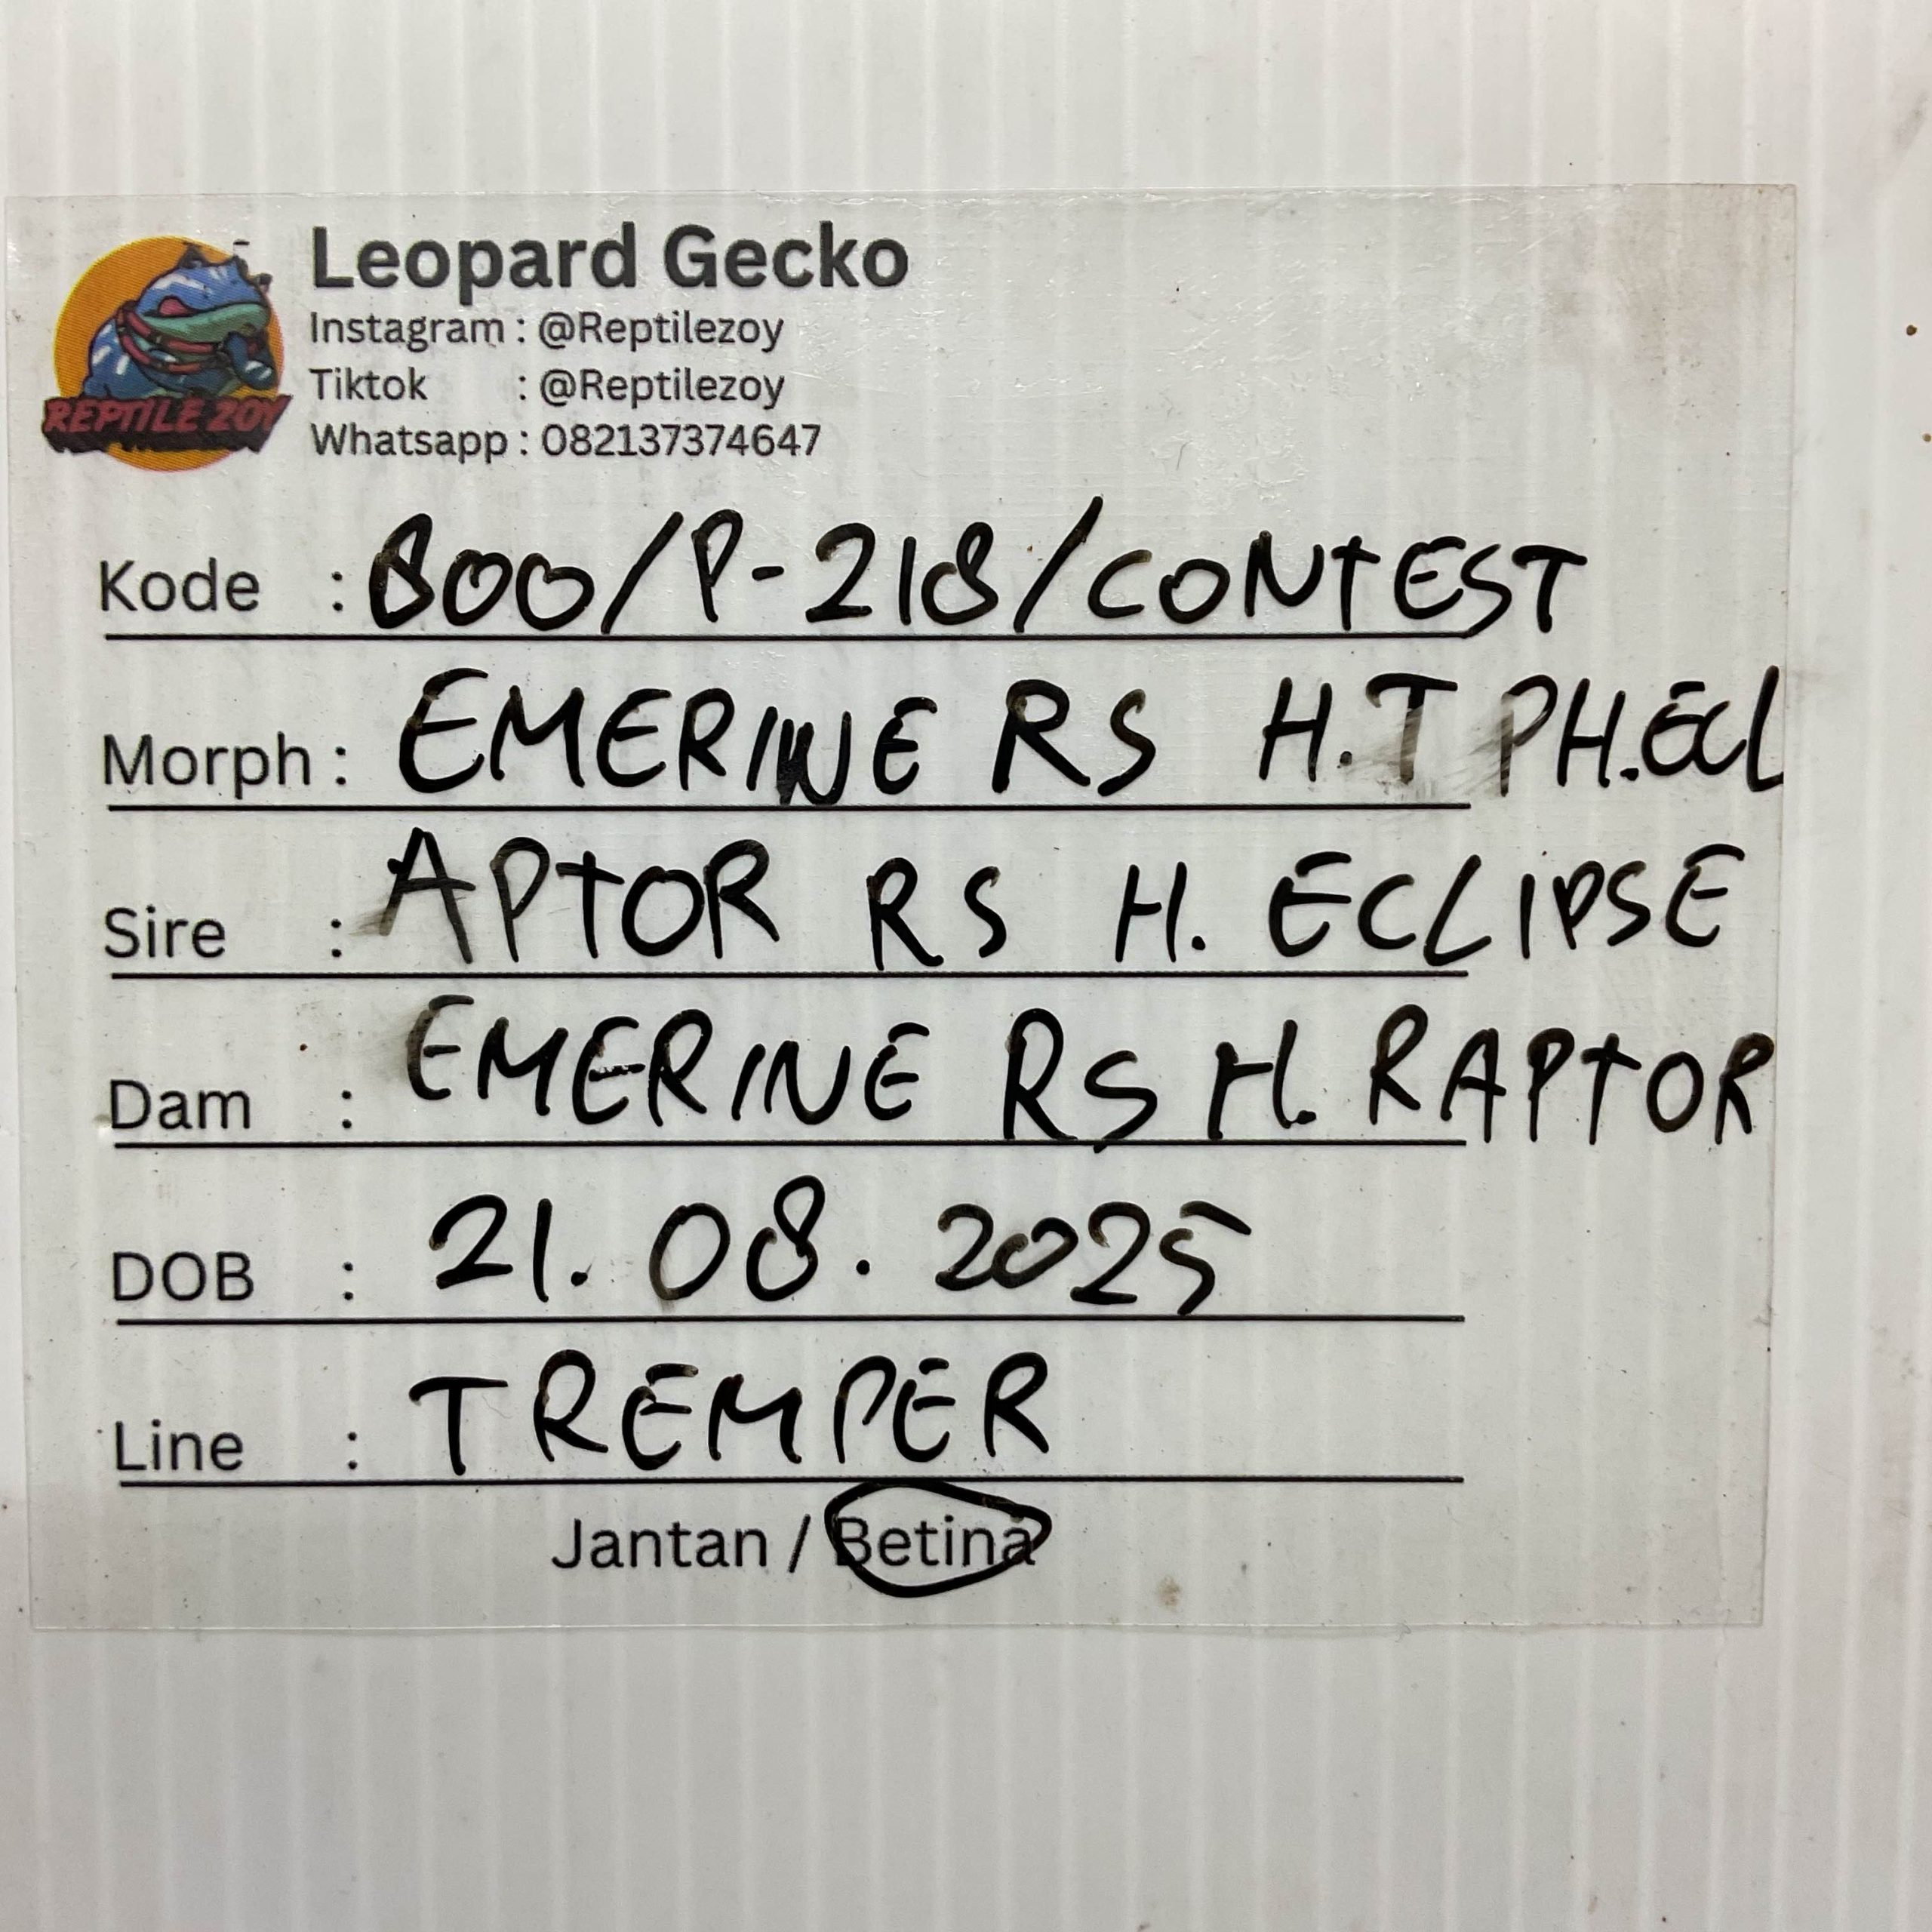 REPTILE ZOY
Leopard Gecko
Instagram : @Reptilezoy
Tiktok : @Reptilezoy
Whatsapp : 082137374647
Kode : BOO/P-218/CONTEST
Morph : EMERINE RS H.T PH.ECL
Sire : APTOR RS H. ECLIPSE
Dam : EMERINE RS H. RAPTOR
DOB : 21. 08. 2025
Line : TREMPER
Jantan / Betina